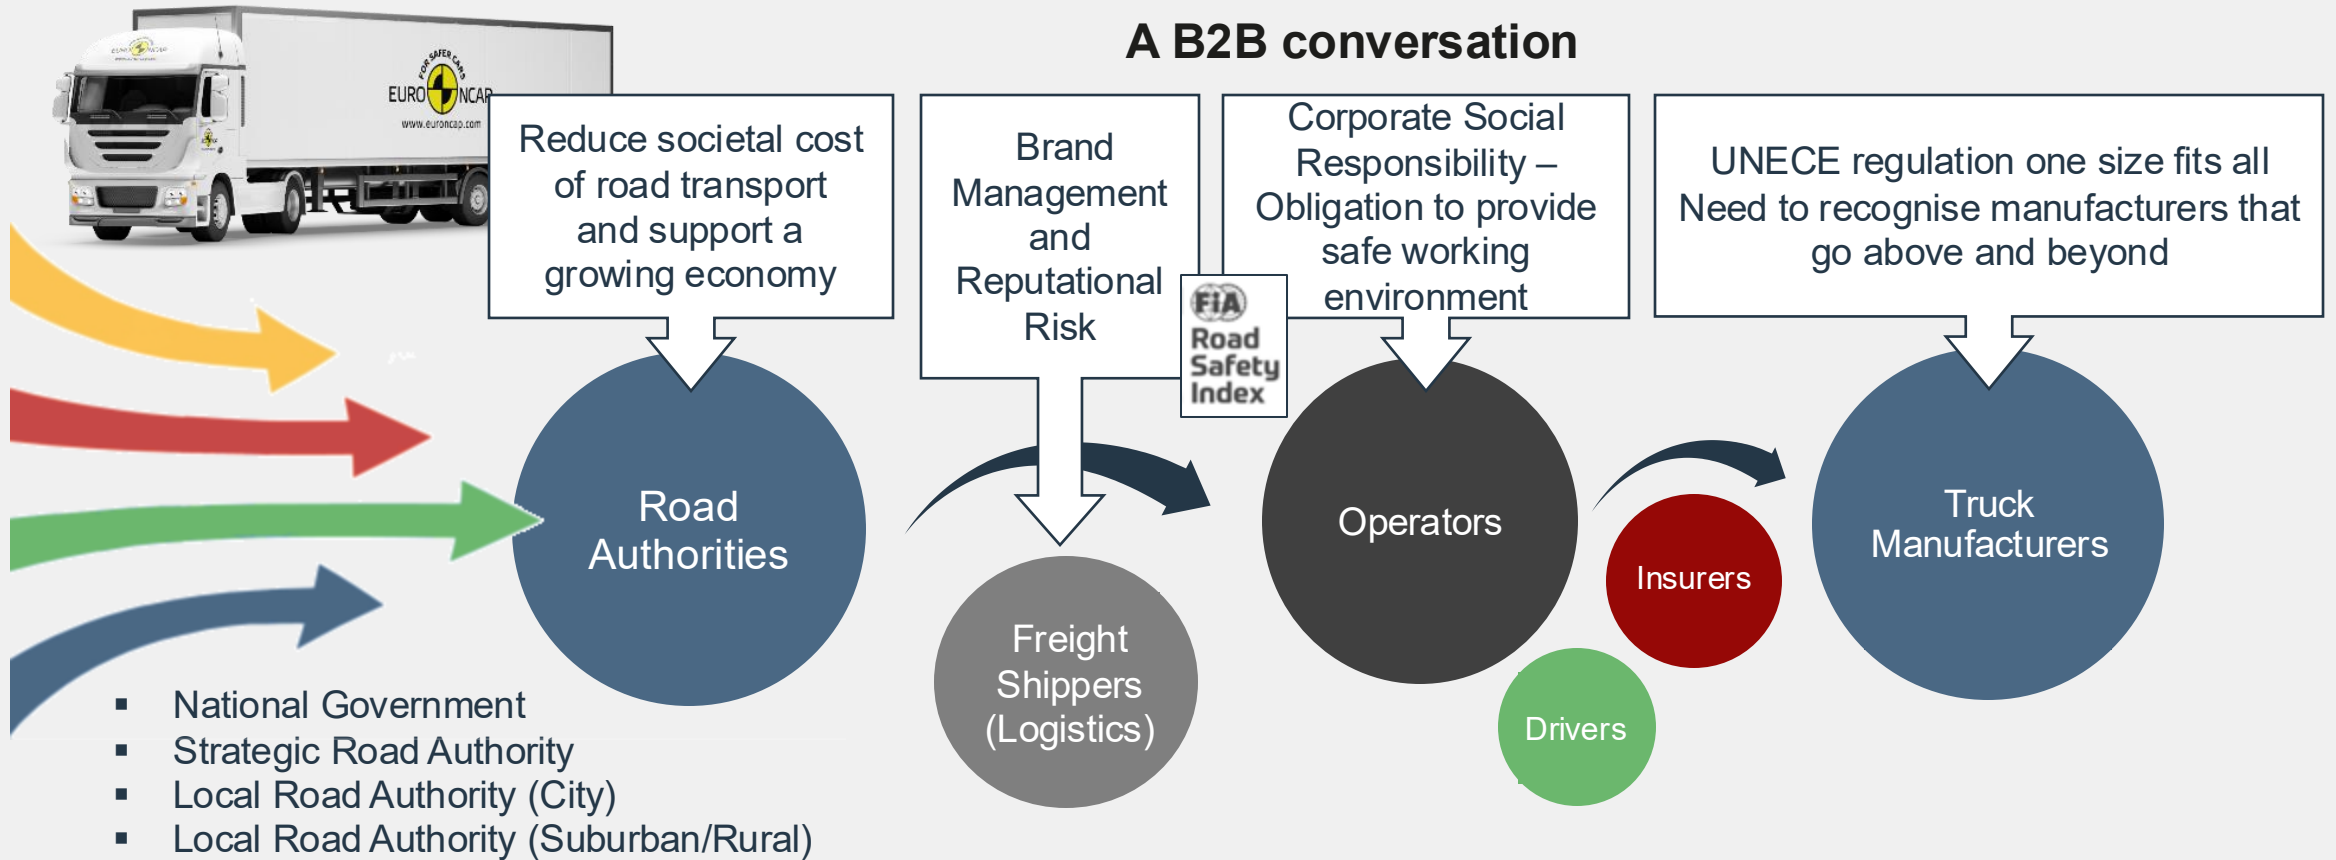 A B2B conversation
FOR SAFER CARS
EURO NCAP
www.euroncap.com
Reduce societal cost
of road transport
and support a
growing economy
Brand
Management
and
Reputational
Risk
Corporate Social
Responsibility –
Obligation to provide
safe working
environment
UNECE regulation one size fits all
Need to recognise manufacturers that
go above and beyond
FiA
Road
Safety
Index
Road
Authorities
Freight
Shippers
(Logistics)
Operators
Insurers
Drivers
Truck
Manufacturers
▪ National Government
▪ Strategic Road Authority
▪ Local Road Authority (City)
▪ Local Road Authority (Suburban/Rural)